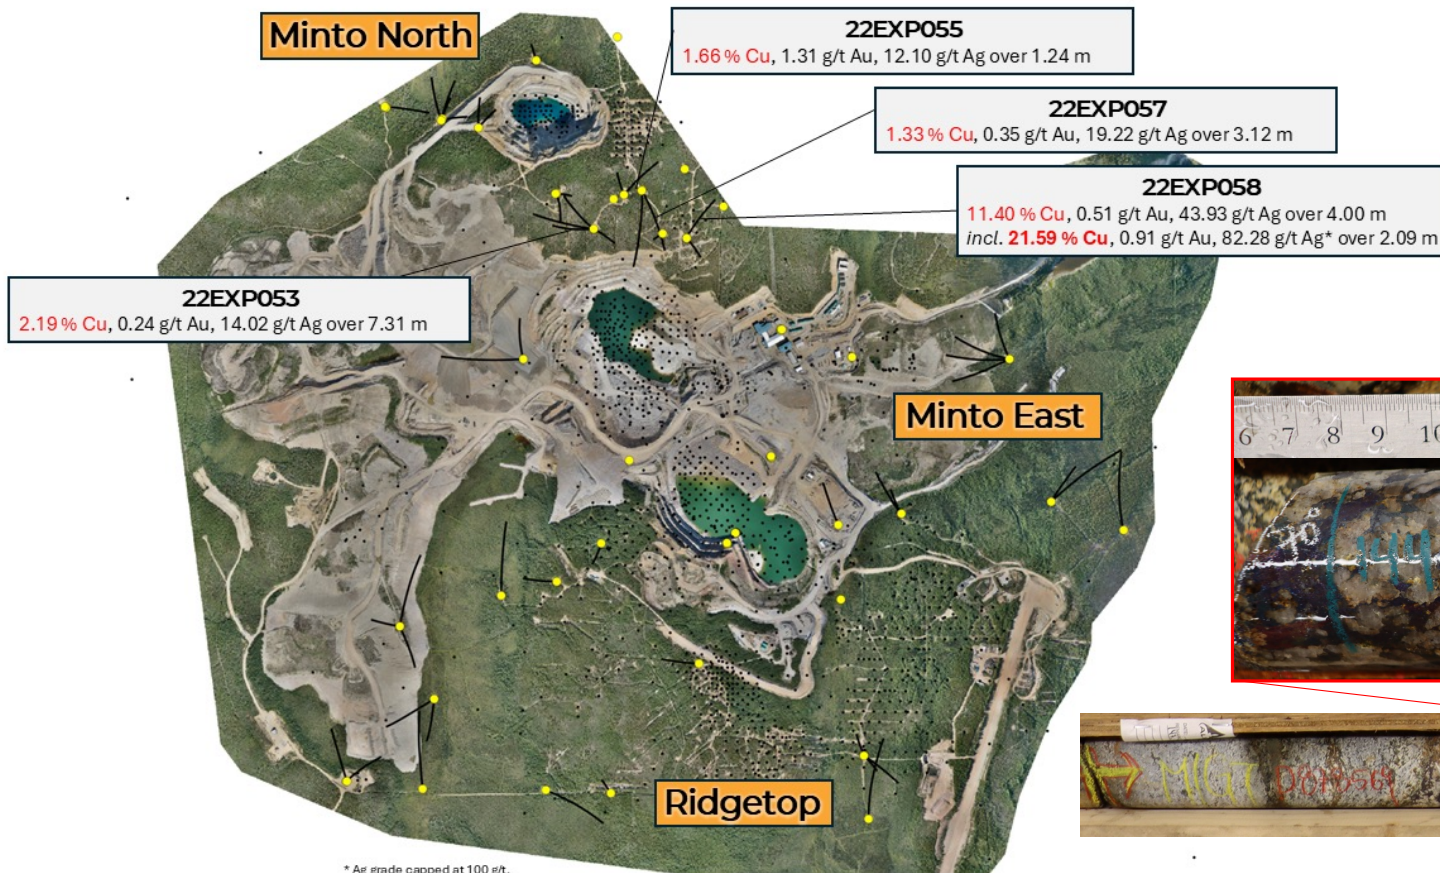 Minto North
22EXP055
1.66 % Cu, 1.31 g/t Au, 12.10 g/t Ag over 1.24 m
22EXP057
1.33 % Cu, 0.35 g/t Au, 19.22 g/t Ag over 3.12 m
22EXP058
11.40 % Cu, 0.51 g/t Au, 43.93 g/t Ag over 4.00 m
incl. 21.59 % Cu, 0.91 g/t Au, 82.28 g/t Ag* over 2.09 m
22EXP053
2.19 % Cu, 0.24 g/t Au, 14.02 g/t Ag over 7.31 m
Minto East
6 7 8 9 10
Ridgetop
* Ag grade capped at 100 g/t.